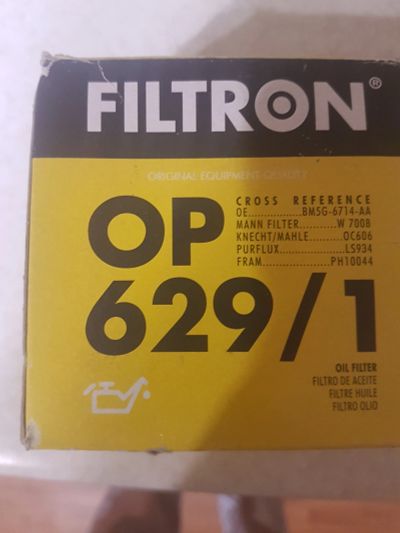 FILTRON®
ORIGINAL EQUIPMENT QUALITY
OP
629/1
CROSS REFERENCE
OE..................BM5G-6714-AA
MANN FILTER...........W 7008
KNECHT/MAHLE..........OC606
PURFLUX.....................LS934
FRAM......................PH10044
OIL FILTER
FILTRO DE ACEITE
FILTRE HUILE
FILTRO OLIO